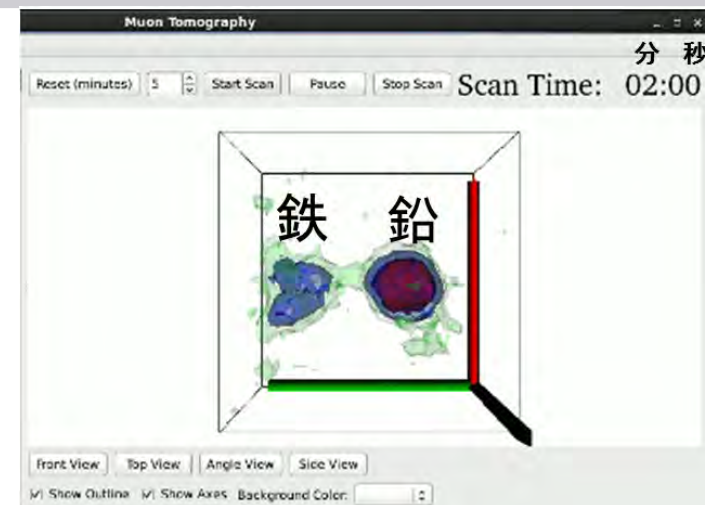 Muon Tomography
分 秒
Reset (minutes) 5 Start Scan Pause Stop Scan Scan Time: 02:00
鉄 鉛
Front View Top View Angle View Side View
Show Outline Show Axes Background Color: